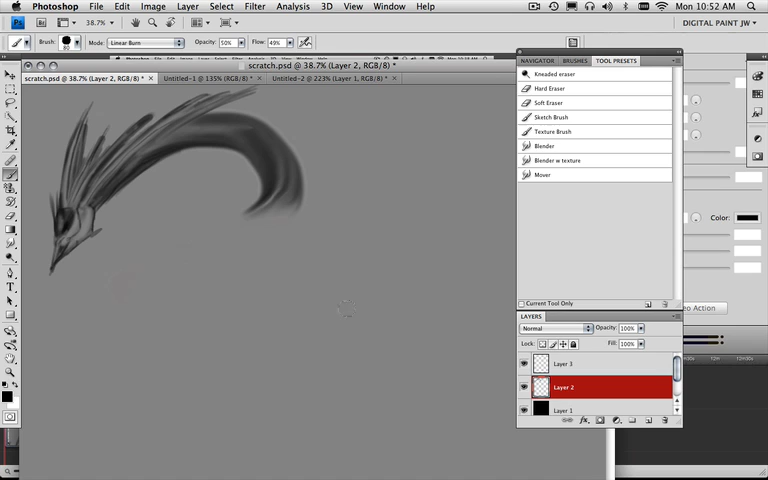 Photoshop File Edit Image Layer Select Filter Analysis 3D View Window Help Mon 10:52 AM
Ps Br 38.7% DIGITAL PAINT JW
Brush: 80 Mode: Linear Burn Opacity: 50% Flow: 49%
scratch.psd @ 38.7% (Layer 2, RGB/8) *
scratch.psd @ 38.7% (Layer 2, RGB/8) * Untitled-1 @ 135% (RGB/8) * Untitled-2 @ 223% (Layer 1, RGB/8) *
NAVIGATOR BRUSHES TOOL PRESETS
Kneaded eraser
Hard Eraser
Soft Eraser
Sketch Brush
Texture Brush
Blender
Blender w texture
Mover
Color:
Current Tool Only
eo Action
LAYERS
Normal Opacity: 100%
Lock: Fill: 100%
Layer 3
Layer 2
Layer 1